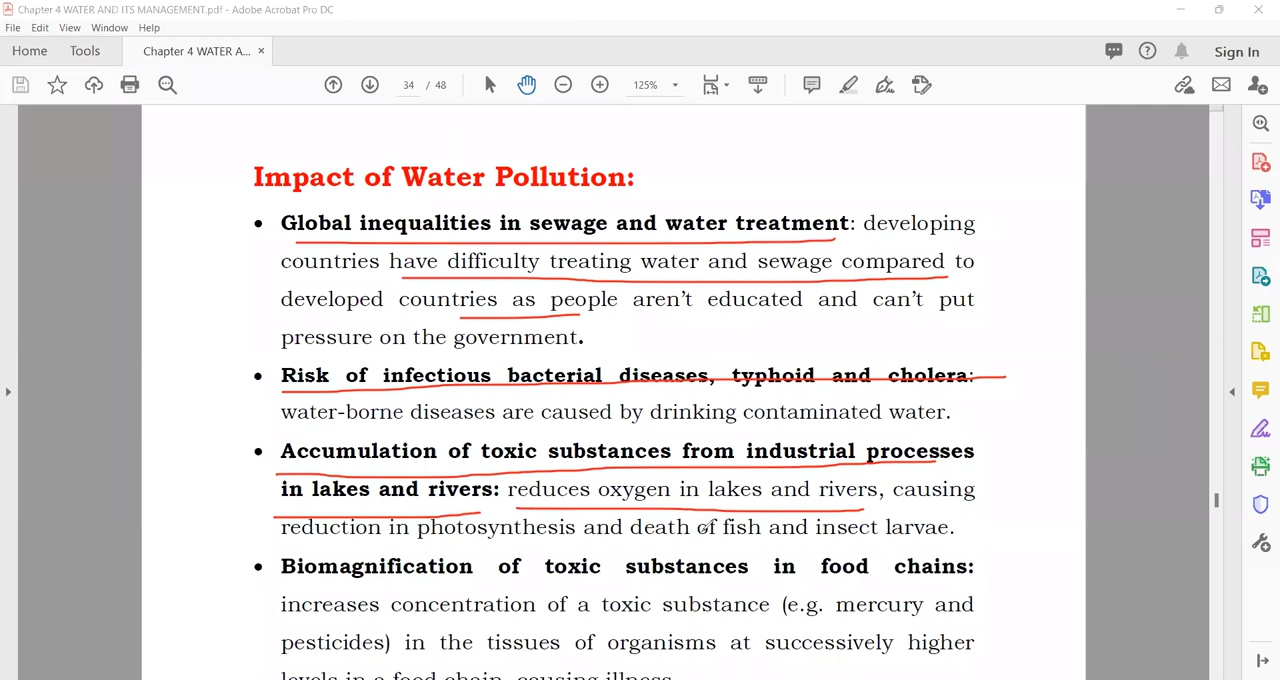 Chapter 4 WATER AND ITS MANAGEMENT.pdf - Adobe Acrobat Pro DC
File Edit View Window Help
Home Tools Chapter 4 WATER A... × Sign In
34 / 48 125%
Impact of Water Pollution:
• Global inequalities in sewage and water treatment: developing
countries have difficulty treating water and sewage compared to
developed countries as people aren't educated and can't put
pressure on the government.
• Risk of infectious bacterial diseases, typhoid and cholera:
water-borne diseases are caused by drinking contaminated water.
• Accumulation of toxic substances from industrial processes
in lakes and rivers: reduces oxygen in lakes and rivers, causing
reduction in photosynthesis and death of fish and insect larvae.
• Biomagnification of toxic substances in food chains:
increases concentration of a toxic substance (e.g. mercury and
pesticides) in the tissues of organisms at successively higher
levels in a food chain, causing illness.